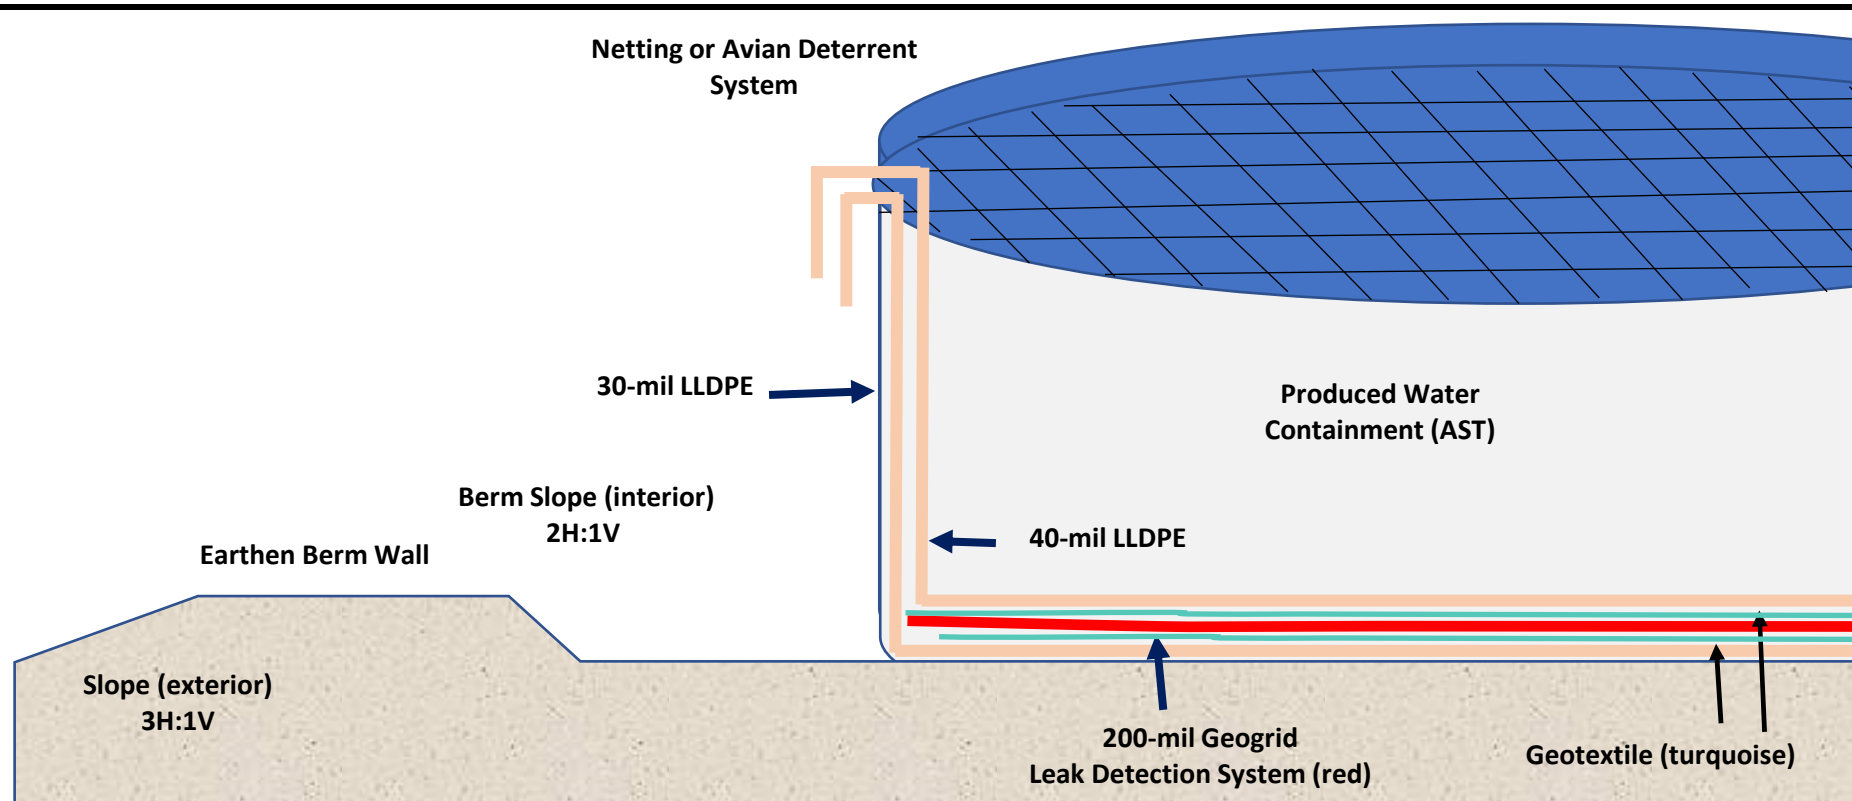 Netting or Avian Deterrent
System
30-mil LLDPE
Produced Water
Containment (AST)
Berm Slope (interior)
2H:1V
40-mil LLDPE
Earthen Berm Wall
Slope (exterior)
3H:1V
200-mil Geogrid
Leak Detection System (red)
Geotextile (turquoise)